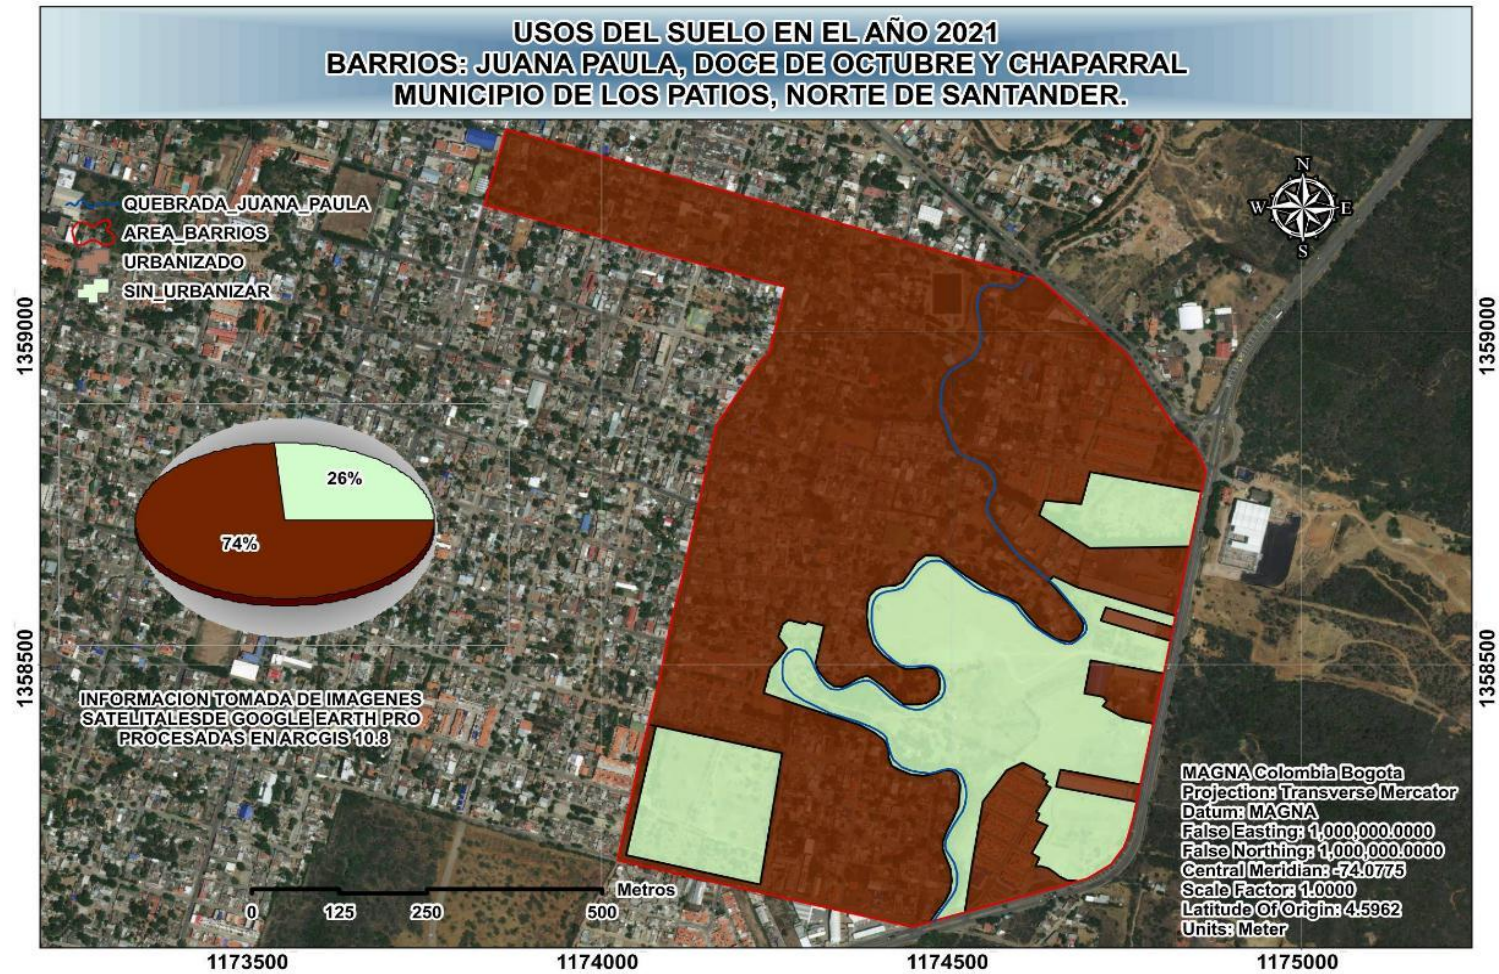 USOS DEL SUELO EN EL AÑO 2021
BARRIOS: JUANA PAULA, DOCE DE OCTUBRE Y CHAPARRAL
MUNICIPIO DE LOS PATIOS, NORTE DE SANTANDER.
N
W E
S
QUEBRADA_JUANA_PAULA
AREA_BARRIOS
URBANIZADO
SIN_URBANIZAR
1359000
1359000
26%
74%
1358500
1358500
INFORMACION TOMADA DE IMAGENES
SATELITALESDE GOOGLE EARTH PRO
PROCESADAS EN ARCGIS 10.8
MAGNA Colombia Bogota
Projection: Transverse Mercator
Datum: MAGNA
False Easting: 1,000,000.0000
False Northing: 1,000,000.0000
Central Meridian: -74.0775
Scale Factor: 1.0000
Latitude Of Origin: 4.5962
Units: Meter
Metros
0 125 250 500
1173500 1174000 1174500 1175000